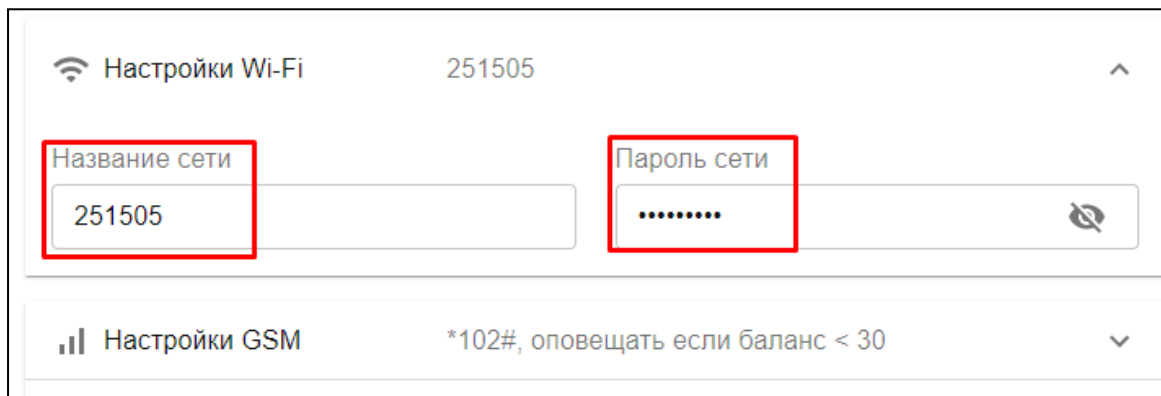 Настройки Wi-Fi 251505
Название сети Пароль сети
251505 •••••••••
Настройки GSM *102#, оповещать если баланс < 30